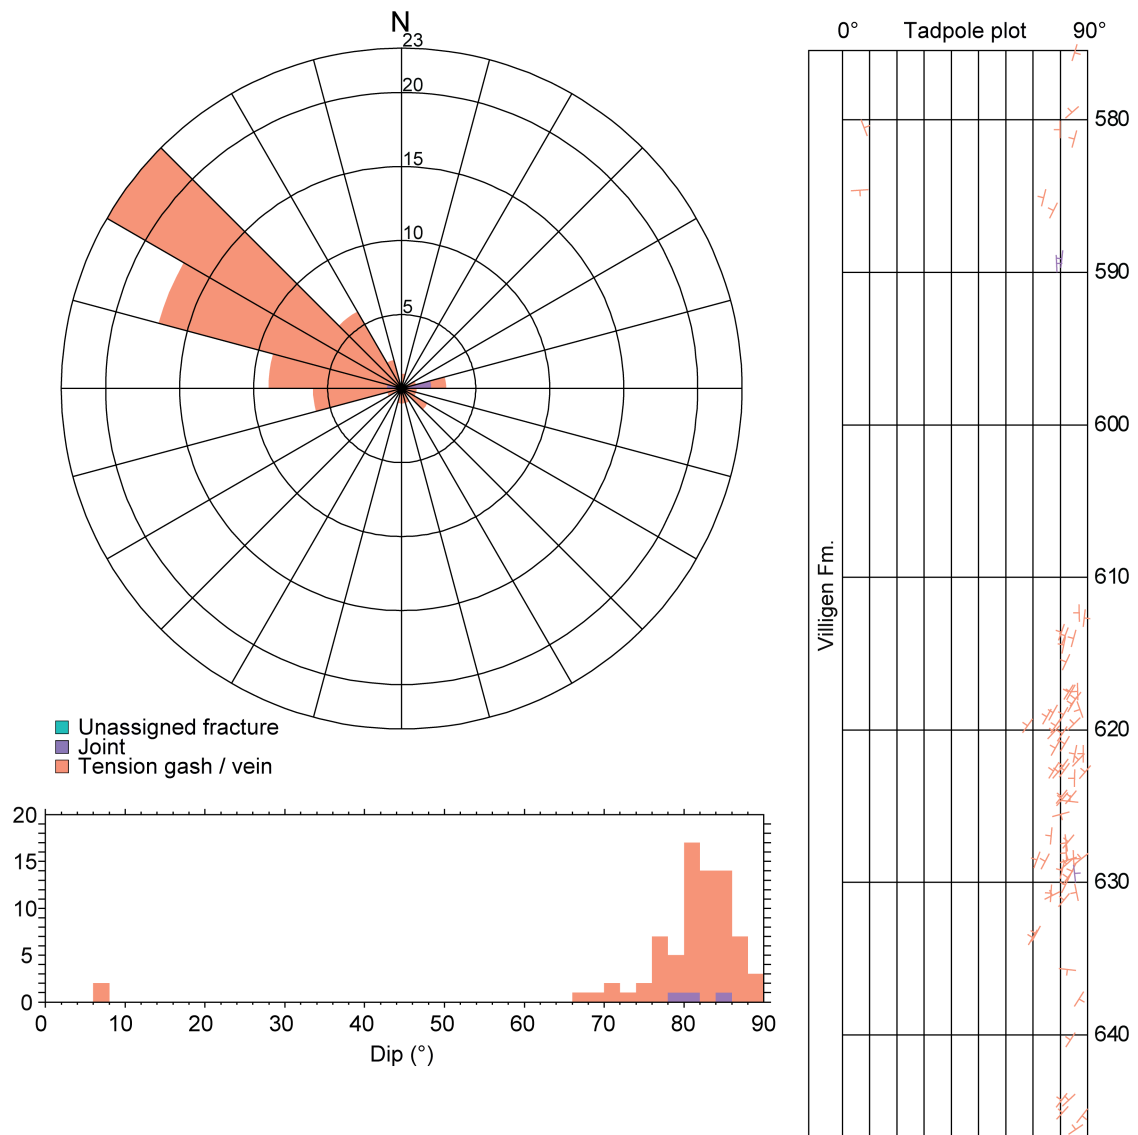 N
23
20
15
10
5
Unassigned fracture
Joint
Tension gash / vein
20
15
10
5
0
0 10 20 30 40 50 60 70 80 90
Dip (°)
0° Tadpole plot 90°
580
590
600
610
620
630
640
Villigen Fm.